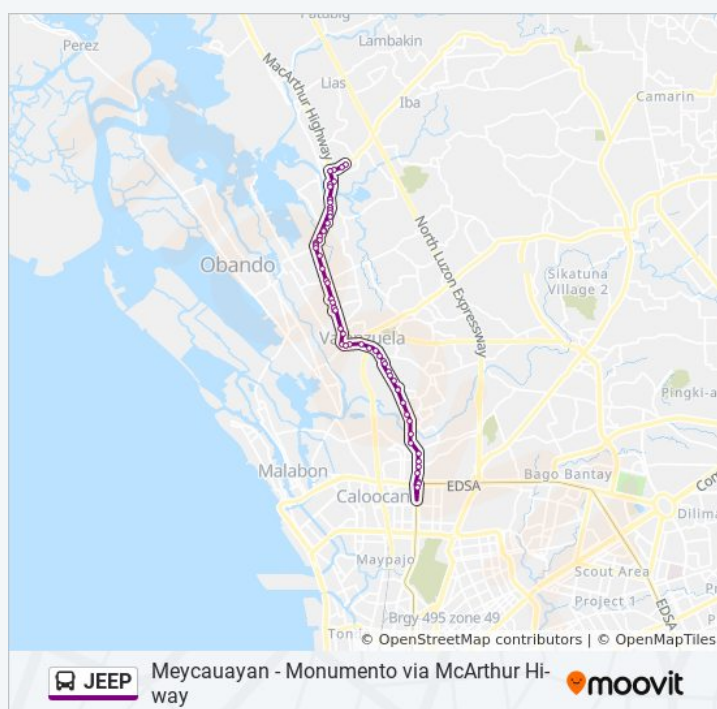 Patubig
Perez
Lambakin
MacArthur Highway
Lias
Iba
Camarin
North Luzon Expressway
Obando
Sikatuna
Village 2
Valenzuela
Pingki-a
Malabon
Bago Bantay
Com
Caloocan
EDSA
Dilima
Maypajo
Scout Area
Project 1
EDSA
Pa
Brgy 495 zone 49
Ton
© OpenStreetMap contributors | © OpenMapTiles
JEEP
Meycauayan - Monumento via McArthur Hi-
way
moovit